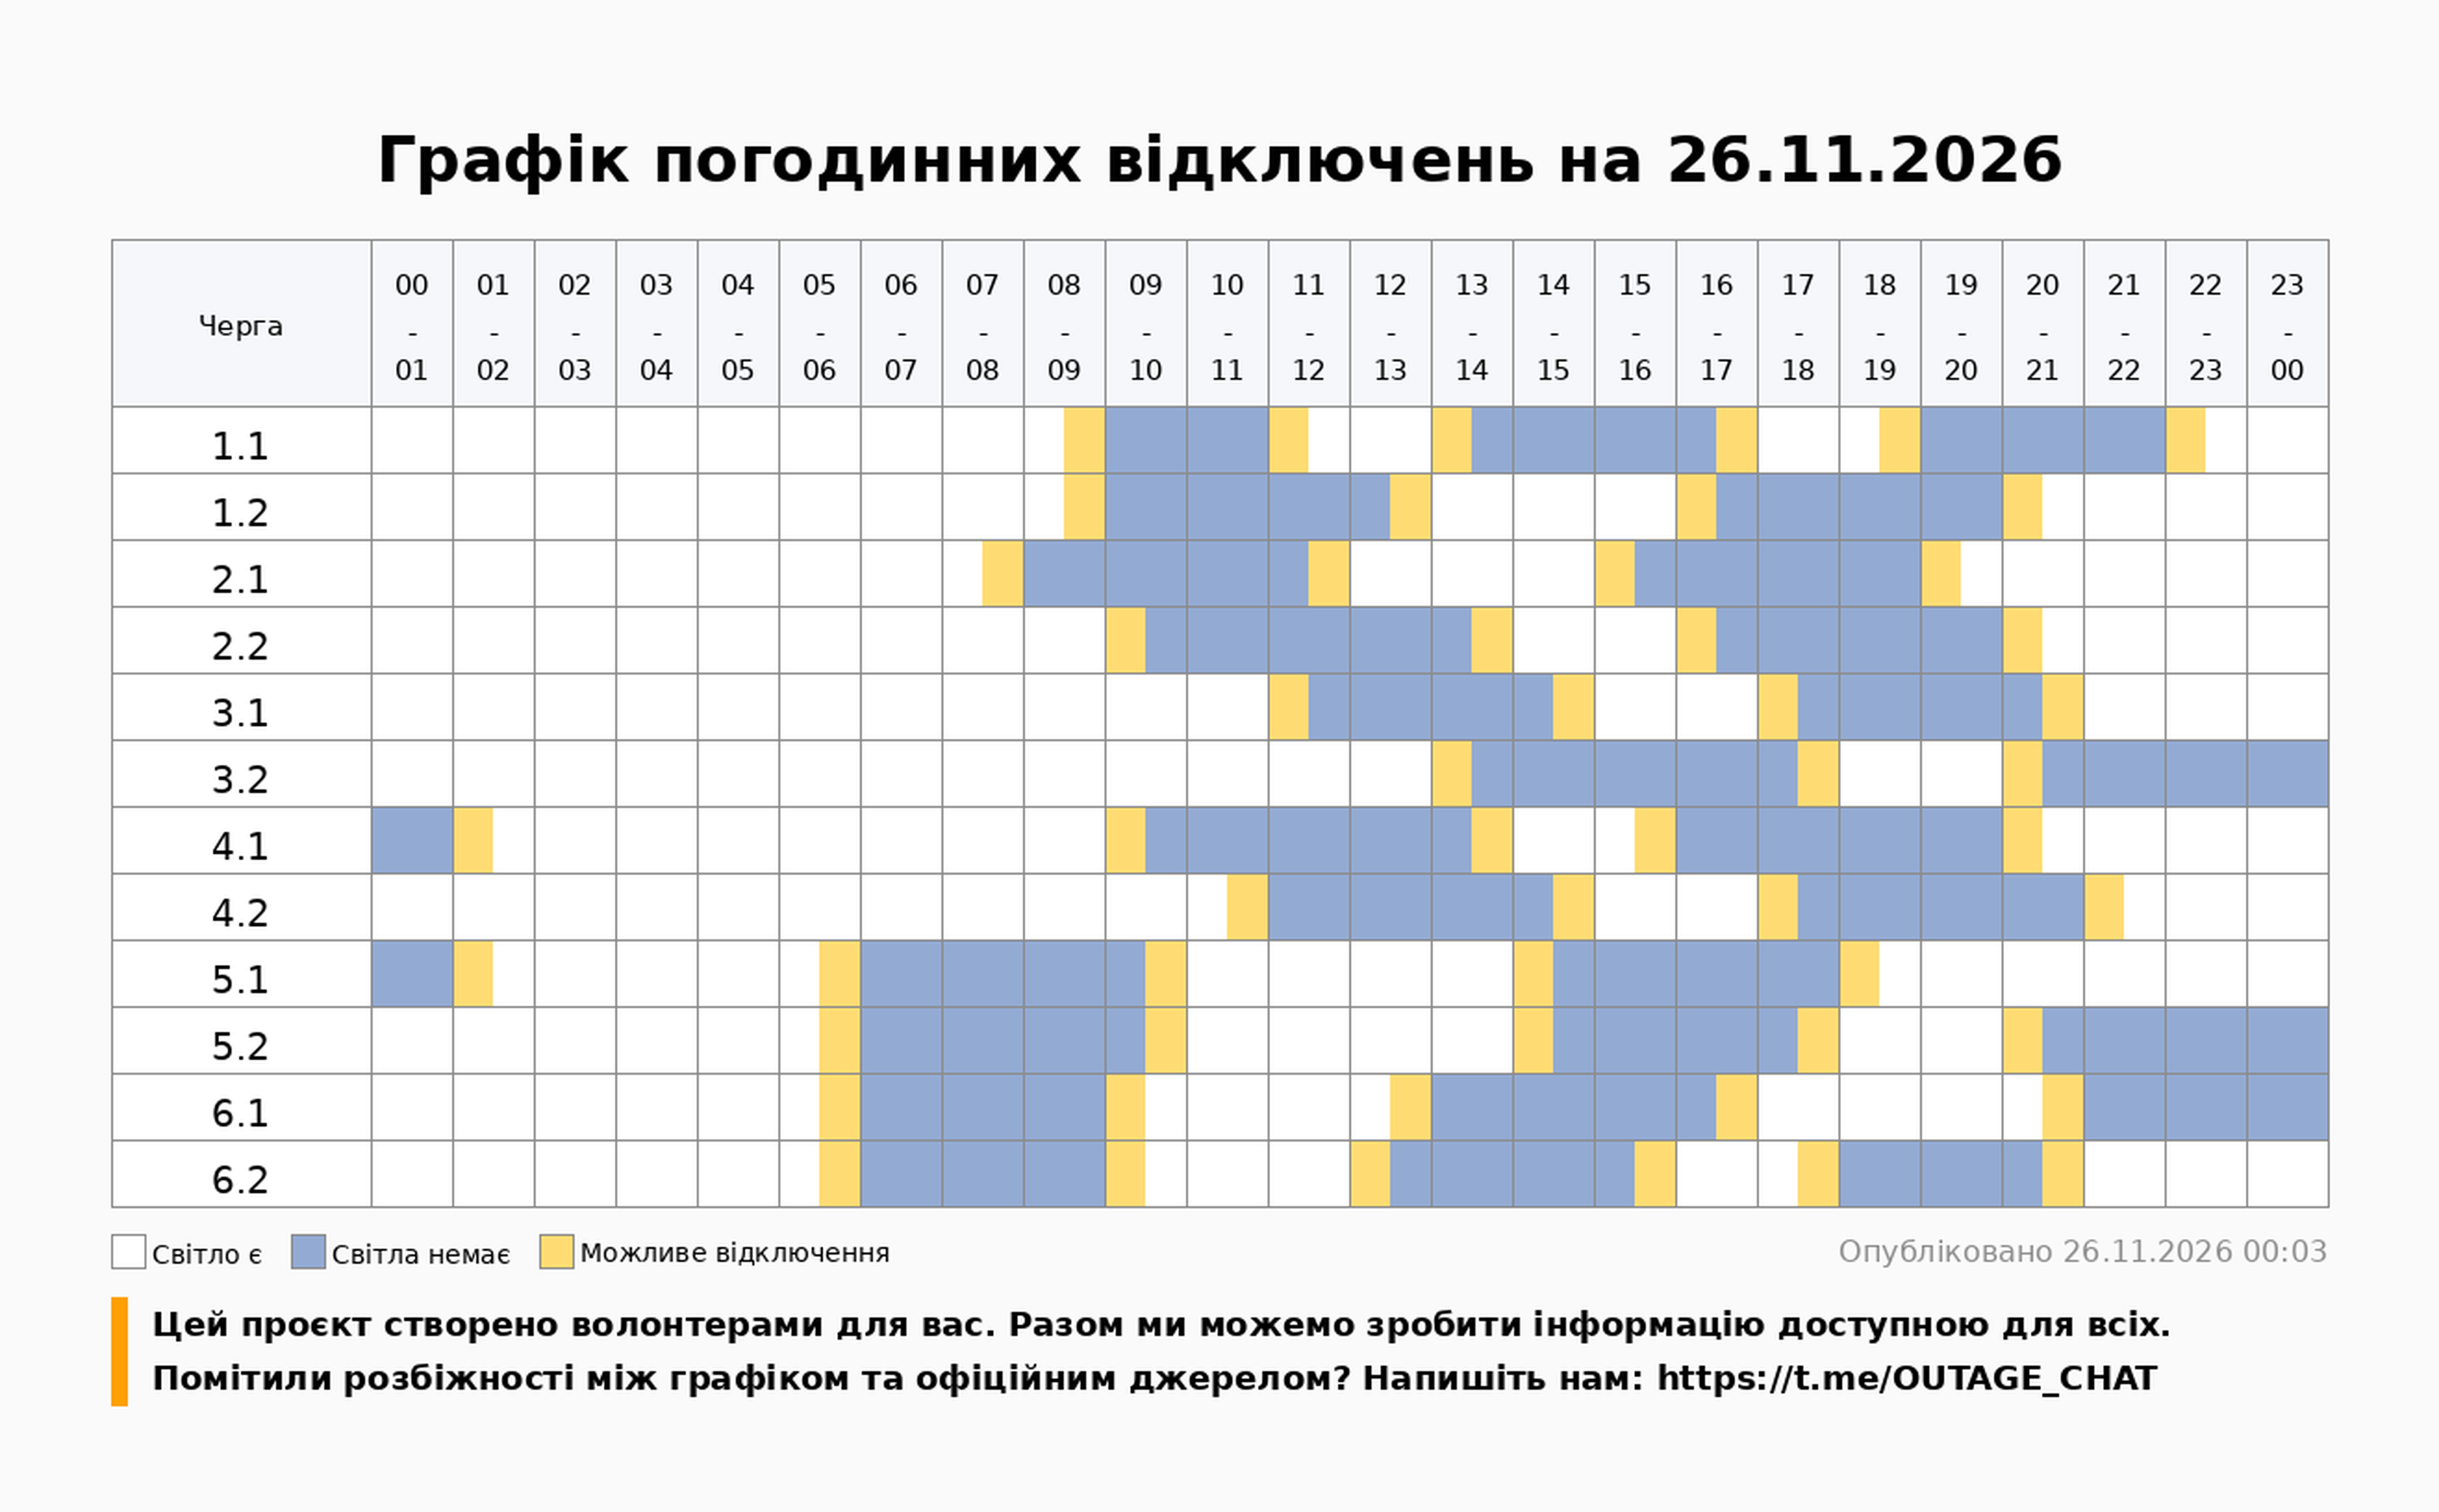 Графік погодинних відключень на 26.11.2026
Черга
00 - 01
01 - 02
02 - 03
03 - 04
04 - 05
05 - 06
06 - 07
07 - 08
08 - 09
09 - 10
10 - 11
11 - 12
12 - 13
13 - 14
14 - 15
15 - 16
16 - 17
17 - 18
18 - 19
19 - 20
20 - 21
21 - 22
22 - 23
23 - 00
1.1
1.2
2.1
2.2
3.1
3.2
4.1
4.2
5.1
5.2
6.1
6.2
Світло є
Світла немає
Можливе відключення
Опубліковано 26.11.2026 00:03
Цей проєкт створено волонтерами для вас. Разом ми можемо зробити інформацію доступною для всіх.
Помітили розбіжності між графіком та офіційним джерелом? Напишіть нам: https://t.me/OUTAGE_CHAT